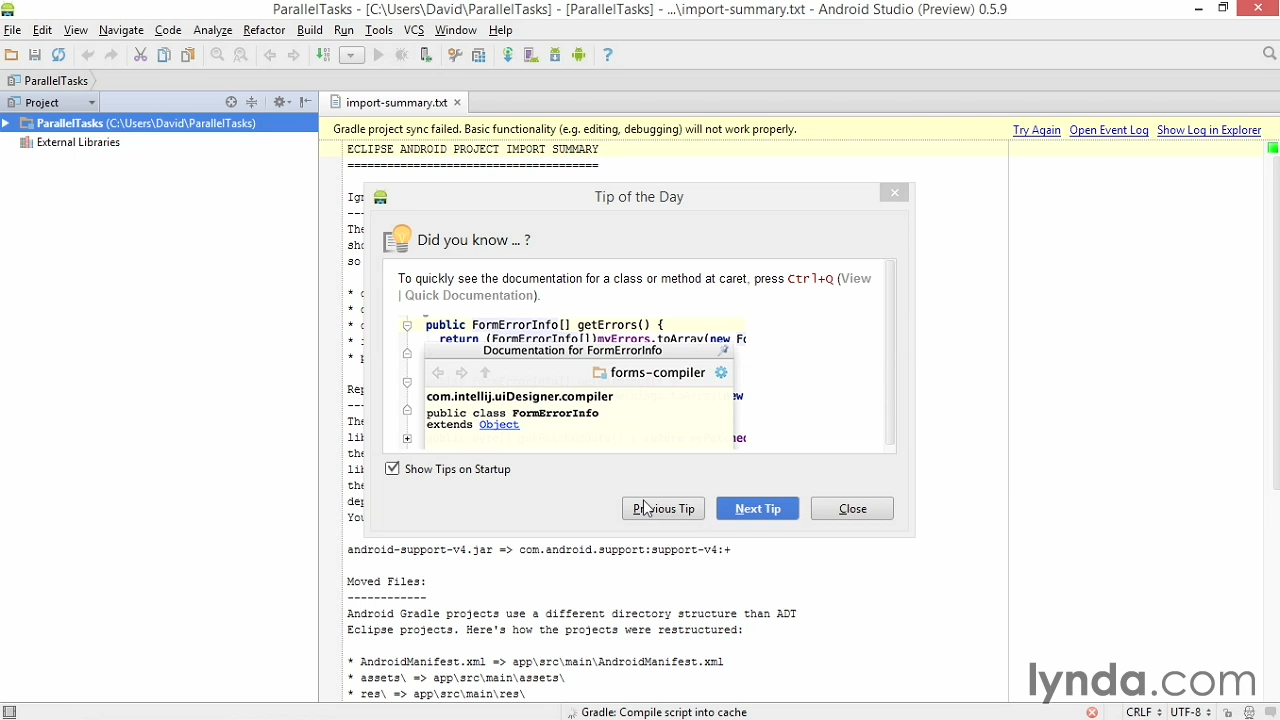 ParallelTasks - [C:\Users\David\ParallelTasks] - [ParallelTasks] - ...\import-summary.txt - Android Studio (Preview) 0.5.9
File Edit View Navigate Code Analyze Refactor Build Run Tools VCS Window Help
ParallelTasks
Project
import-summary.txt
ParallelTasks (C:\Users\David\ParallelTasks)
External Libraries
Gradle project sync failed. Basic functionality (e.g. editing, debugging) will not work properly.
Try Again Open Event Log Show Log in Explorer
ECLIPSE ANDROID PROJECT IMPORT SUMMARY
======================================
Tip of the Day
Did you know ... ?
To quickly see the documentation for a class or method at caret, press Ctrl+Q (View
| Quick Documentation).
public FormErrorInfo[] getErrors() {
return (FormErrorInfo[])myErrors.toArray(new Fo
Documentation for FormErrorInfo
forms-compiler
com.intellij.uiDesigner.compiler
public class FormErrorInfo
extends Object
Show Tips on Startup
Previous Tip Next Tip Close
android-support-v4.jar => com.android.support:support-v4:+
Moved Files:
------------
Android Gradle projects use a different directory structure than ADT
Eclipse projects. Here's how the projects were restructured:
* AndroidManifest.xml => app\src\main\AndroidManifest.xml
* assets\ => app\src\main\assets\
* res\ => app\src\main\res\
lynda.com
Gradle: Compile script into cache
CRLF UTF-8